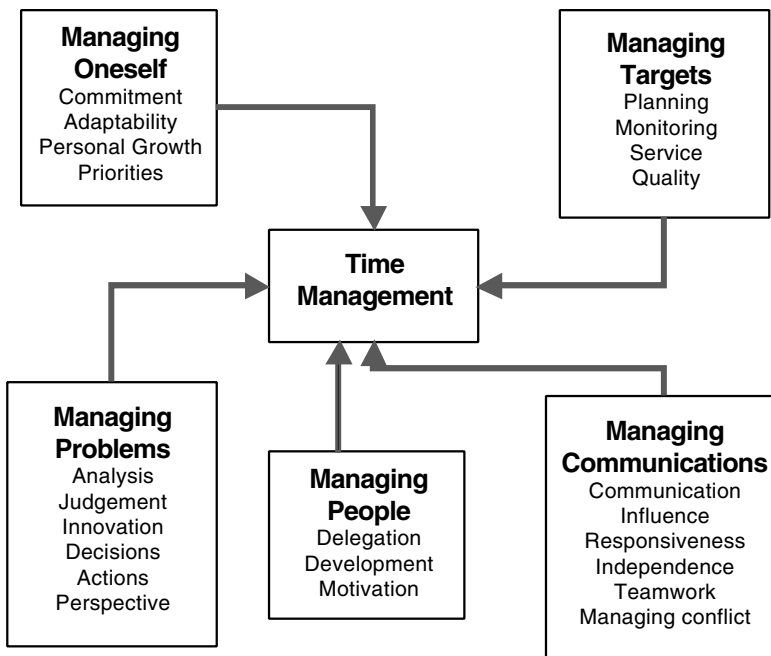 Managing
Oneself
Commitment
Adaptability
Personal Growth
Priorities
Managing
Targets
Planning
Monitoring
Service
Quality
Time
Management
Managing
Problems
Analysis
Judgement
Innovation
Decisions
Actions
Perspective
Managing
People
Delegation
Development
Motivation
Managing
Communications
Communication
Influence
Responsiveness
Independence
Teamwork
Managing conflict